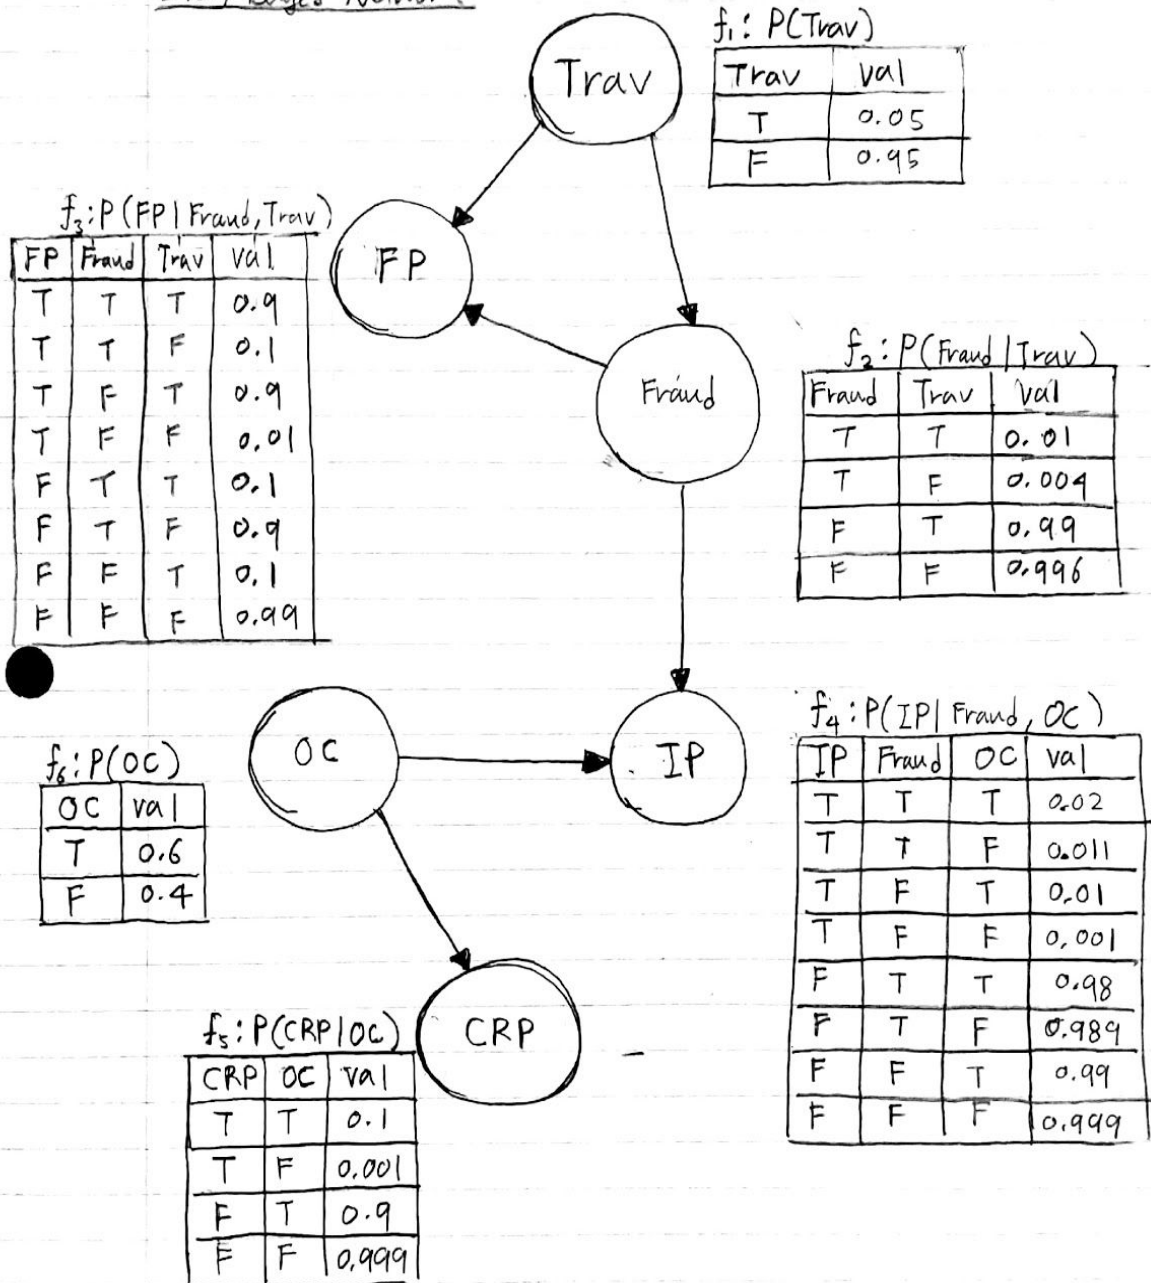 f₁: P(Trav)
Trav val
T 0.05
F 0.95
Trav
f₃: P(FP | Fraud, Trav)
FP Fraud Trav val
T T T 0.9
T T F 0.1
T F T 0.9
T F F 0.01
F T T 0.1
F T F 0.9
F F T 0.1
F F F 0.99
FP
Fraud
f₂: P(Fraud | Trav)
Fraud Trav val
T T 0.01
T F 0.004
F T 0.99
F F 0.996
f₆: P(OC)
OC val
T 0.6
F 0.4
OC
IP
f₄: P(IP | Fraud, OC)
IP Fraud OC val
T T T 0.02
T T F 0.011
T F T 0.01
T F F 0.001
F T T 0.98
F T F 0.989
F F T 0.99
F F F 0.999
f₅: P(CRP | OC)
CRP OC val
T T 0.1
T F 0.001
F T 0.9
F F 0.999
CRP